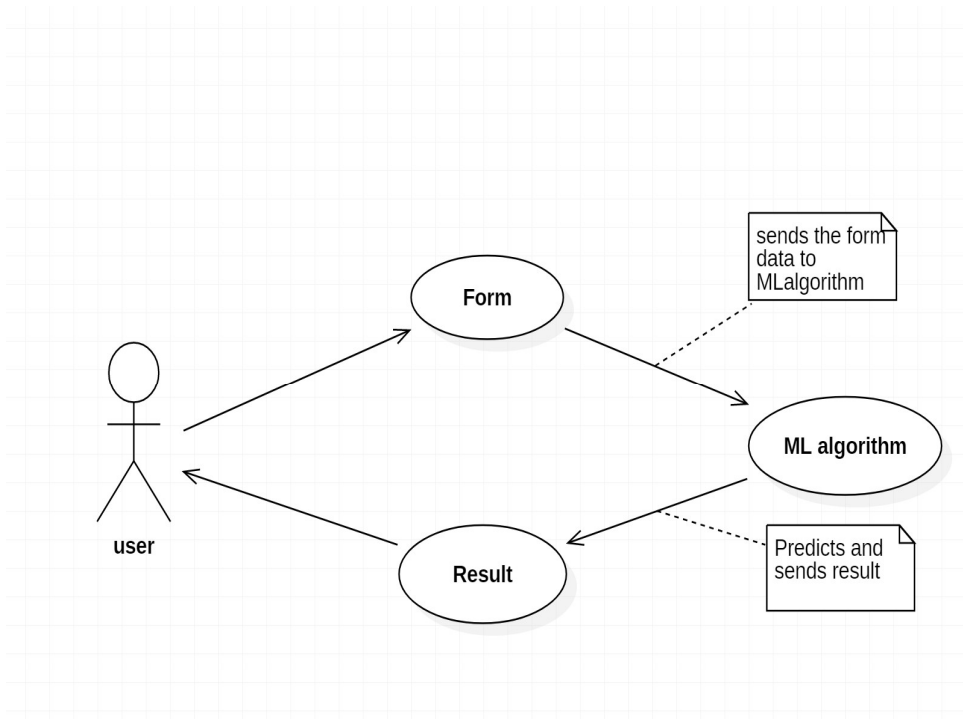 sends the form
data to
MLalgorithm
Form
ML algorithm
user
Predicts and
sends result
Result